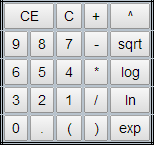 CE C + ^
9 8 7 - sqrt
6 5 4 * log
3 2 1 / ln
0 . ( ) exp